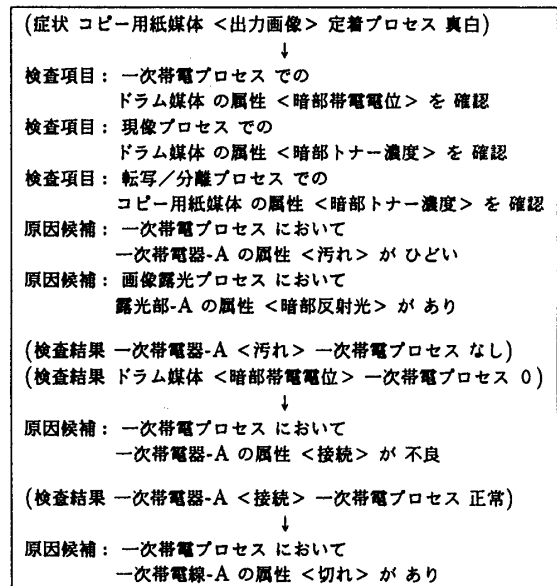 (症状 コピー用紙媒体 <出力画像> 定着プロセス 真白)
↓
検査項目: 一次帯電プロセス での
ドラム媒体 の属性 <暗部帯電電位> を 確認
検査項目: 現像プロセス での
ドラム媒体 の属性 <暗部トナー濃度> を 確認
検査項目: 転写/分離プロセス での
コピー用紙媒体 の属性 <暗部トナー濃度> を 確認
原因候補: 一次帯電プロセス において
一次帯電器-A の属性 <汚れ> が ひどい
原因候補: 画像露光プロセス において
露光部-A の属性 <暗部反射光> が あり
(検査結果 一次帯電器-A <汚れ> 一次帯電プロセス なし)
(検査結果 ドラム媒体 <暗部帯電電位> 一次帯電プロセス 0)
↓
原因候補: 一次帯電プロセス において
一次帯電器-A の属性 <接続> が 不良
(検査結果 一次帯電器-A <接続> 一次帯電プロセス 正常)
↓
原因候補: 一次帯電プロセス において
一次帯電線-A の属性 <切れ> が あり